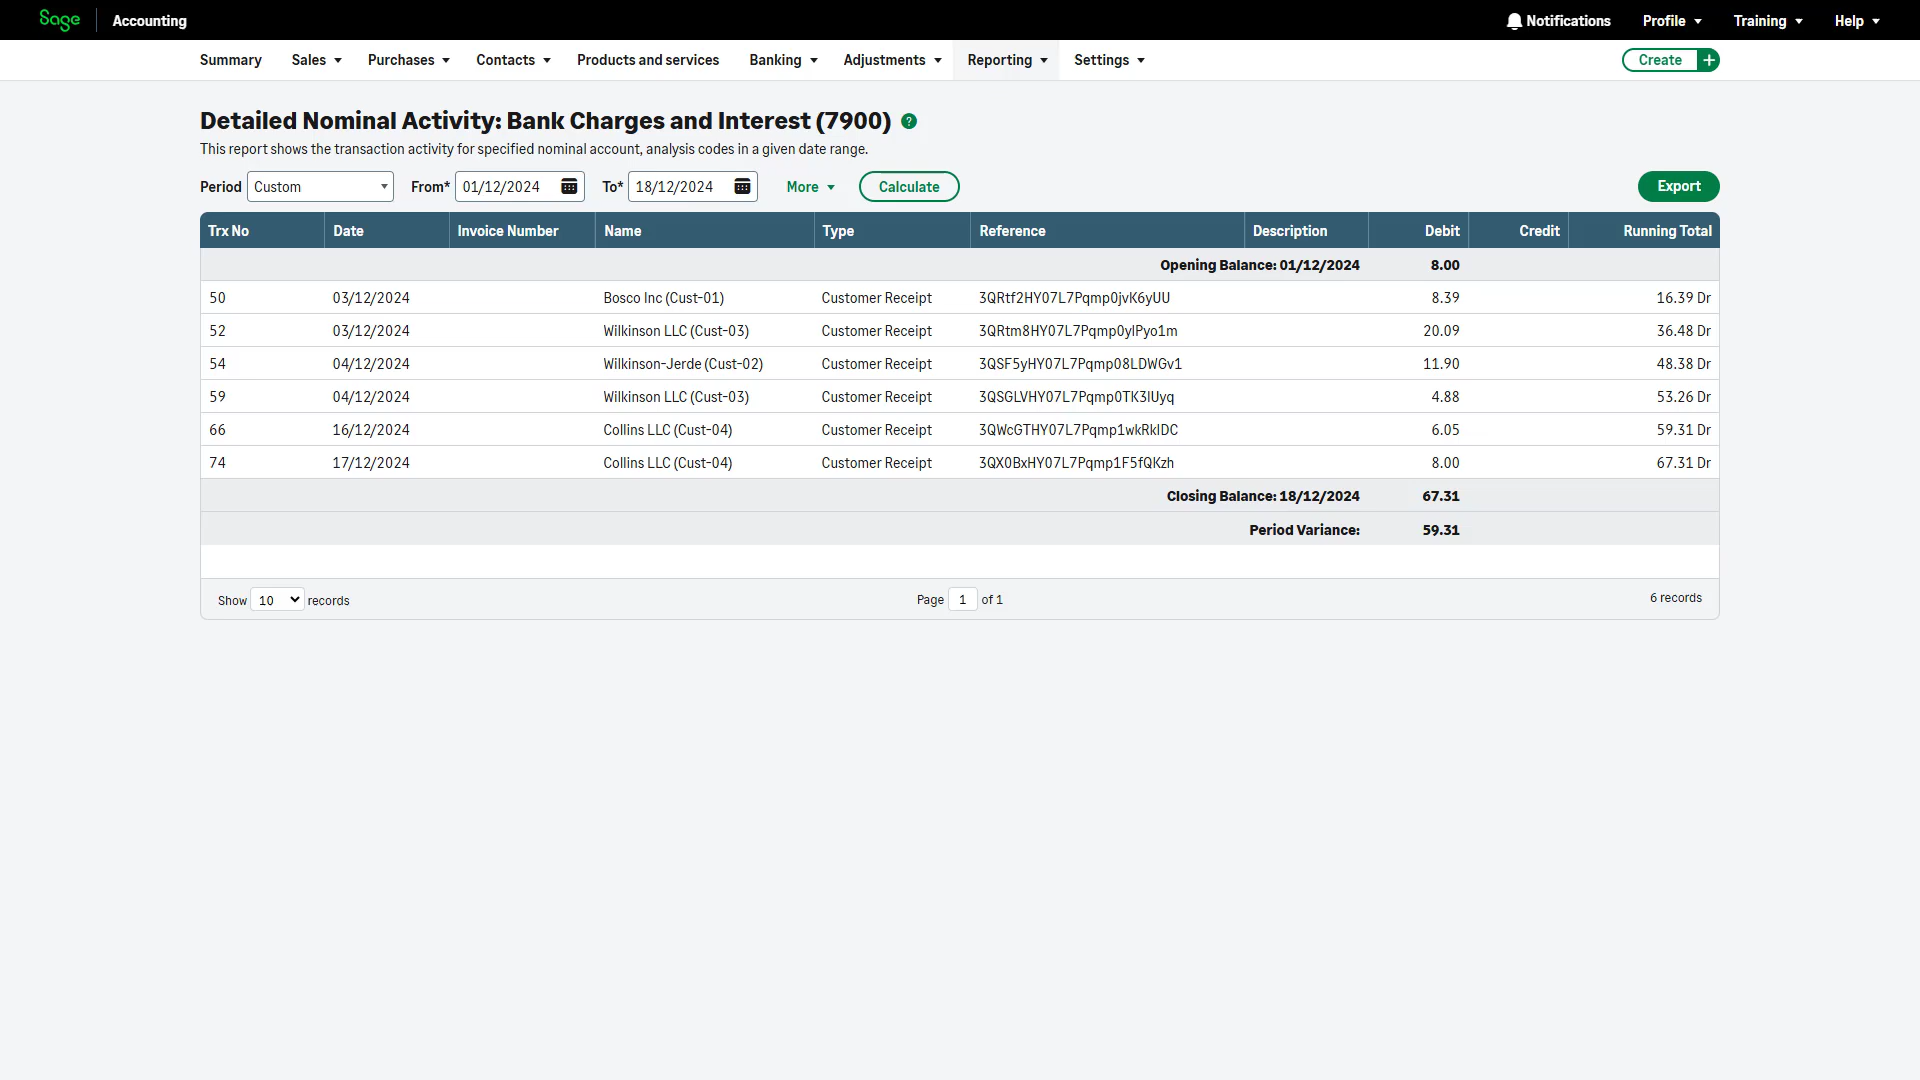 Sage Accounting Notifications Profile Training Help
Summary Sales Purchases Contacts Products and services Banking Adjustments Reporting Settings Create +
Detailed Nominal Activity: Bank Charges and Interest (7900) ?
This report shows the transaction activity for specified nominal account, analysis codes in a given date range.
Period Custom From* 01/12/2024 To* 18/12/2024 More Calculate Export
Trx No Date Invoice Number Name Type Reference Description Debit Credit Running Total
Opening Balance: 01/12/2024 8.00
50 03/12/2024 Bosco Inc (Cust-01) Customer Receipt 3QRtf2HY07L7Pqmp0jvK6yUU 8.39 16.39 Dr
52 03/12/2024 Wilkinson LLC (Cust-03) Customer Receipt 3QRtm8HY07L7Pqmp0ylPyo1m 20.09 36.48 Dr
54 04/12/2024 Wilkinson-Jerde (Cust-02) Customer Receipt 3QSF5yHY07L7Pqmp08LDWGv1 11.90 48.38 Dr
59 04/12/2024 Wilkinson LLC (Cust-03) Customer Receipt 3QSGLVHY07L7Pqmp0TK3lUyq 4.88 53.26 Dr
66 16/12/2024 Collins LLC (Cust-04) Customer Receipt 3QWcGTHY07L7Pqmp1wkRklDC 6.05 59.31 Dr
74 17/12/2024 Collins LLC (Cust-04) Customer Receipt 3QX0BxHY07L7Pqmp1F5fQKzh 8.00 67.31 Dr
Closing Balance: 18/12/2024 67.31
Period Variance: 59.31
Show 10 records Page 1 of 1 6 records